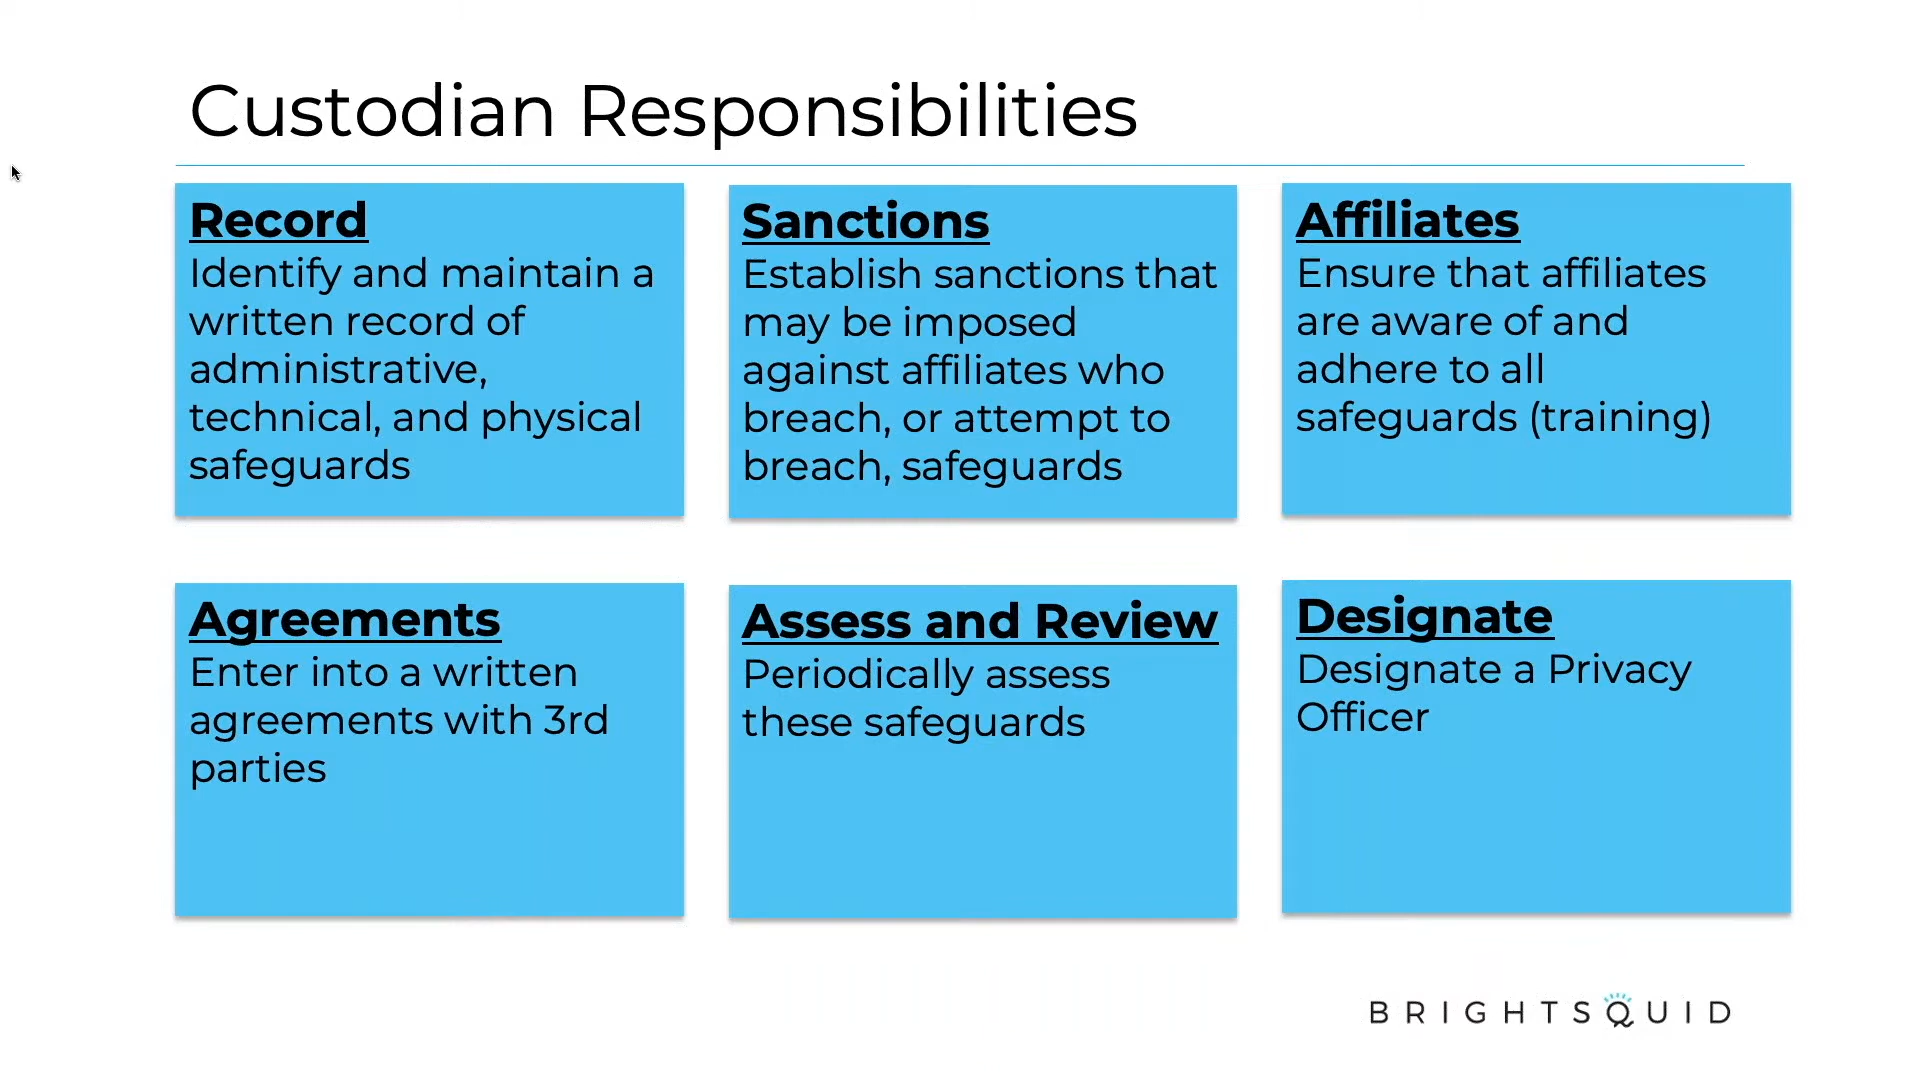 Custodian Responsibilities
Record
Identify and maintain a
written record of
administrative,
technical, and physical
safeguards
Sanctions
Establish sanctions that
may be imposed
against affiliates who
breach, or attempt to
breach, safeguards
Affiliates
Ensure that affiliates
are aware of and
adhere to all
safeguards (training)
Agreements
Enter into a written
agreements with 3rd
parties
Assess and Review
Periodically assess
these safeguards
Designate
Designate a Privacy
Officer
BRIGHTSQUID